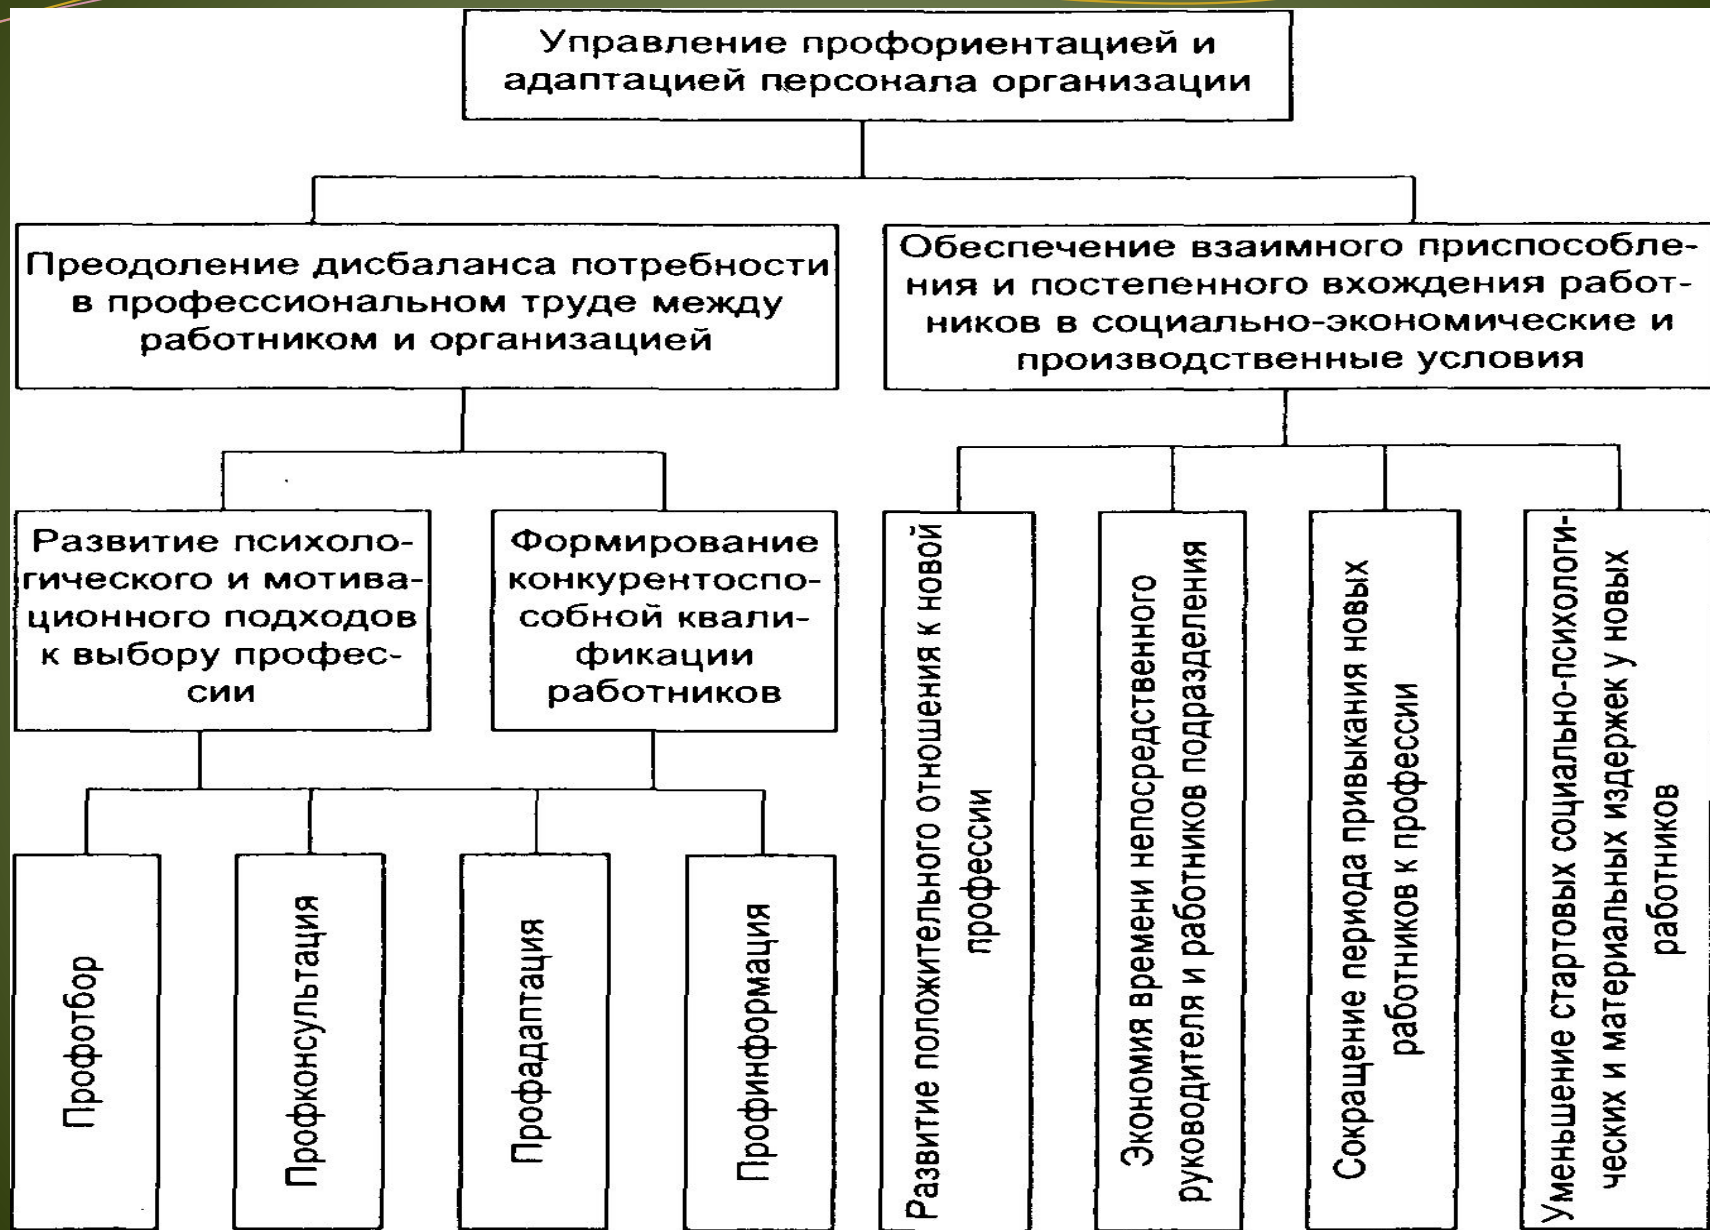 Управление профориентацией и
адаптацией персонала организации
Преодоление дисбаланса потребности
в профессиональном труде между
работником и организацией
Обеспечение взаимного приспособле-
ния и постепенного вхождения работ-
ников в социально-экономические и
производственные условия
Развитие психоло-
гического и мотива-
ционного подходов
к выбору профес-
сии
Формирование
конкурентоспо-
собной квали-
фикации
работников
Профотбор
Профконсультация
Профадаптация
Профинформация
Развитие положительного отношения к новой
профессии
Экономия времени непосредственного
руководителя и работников подразделения
Сокращение периода привыкания новых
работников к профессии
Уменьшение стартовых социально-психологи-
ческих и материальных издержек у новых
работников